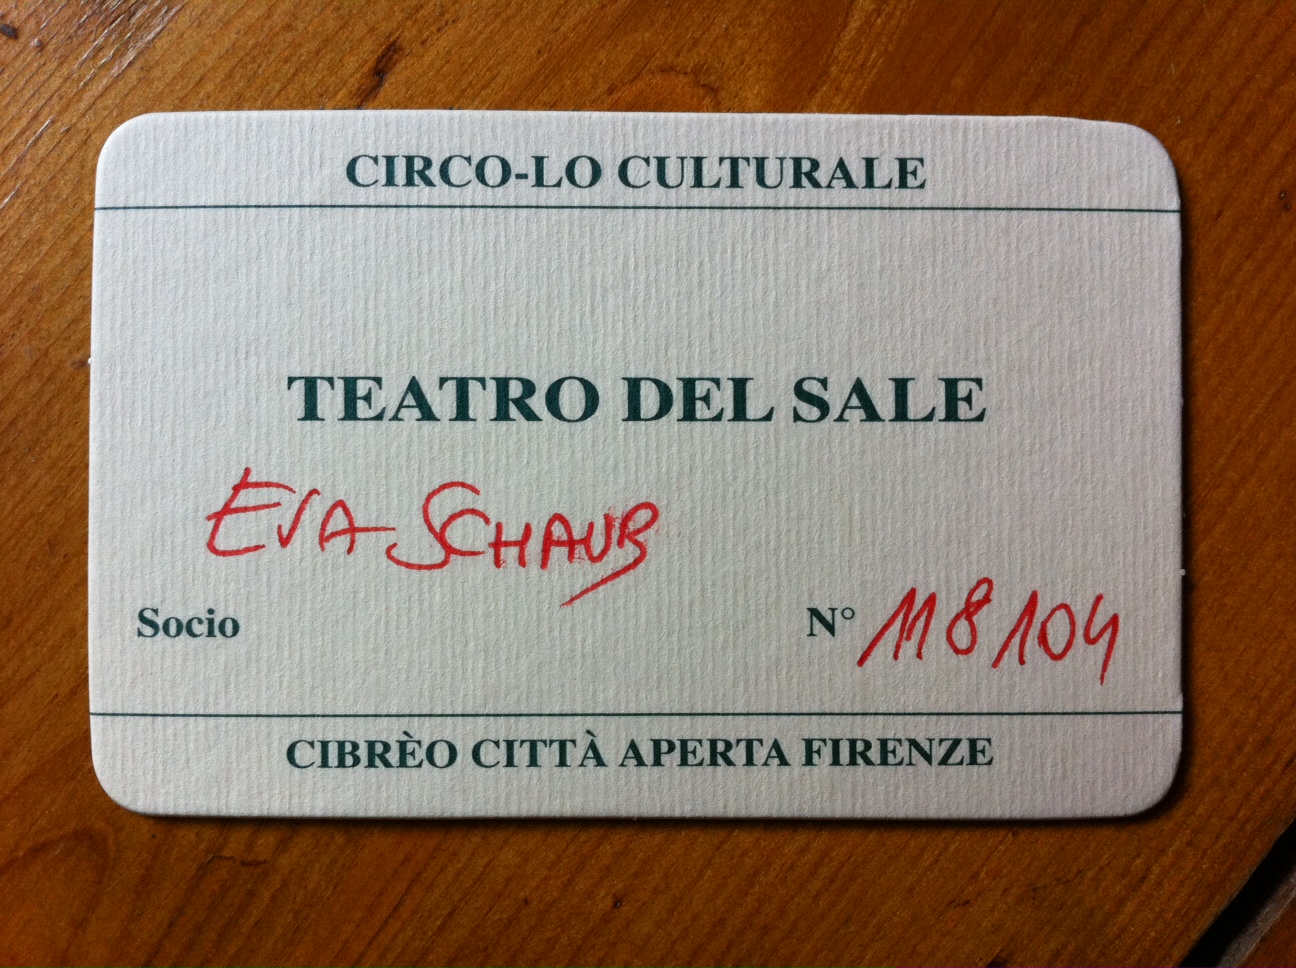 CIRCO-LO CULTURALE
TEATRO DEL SALE
EVA SCHAUB
Socio N° 118104
CIBRÈO CITTÀ APERTA FIRENZE